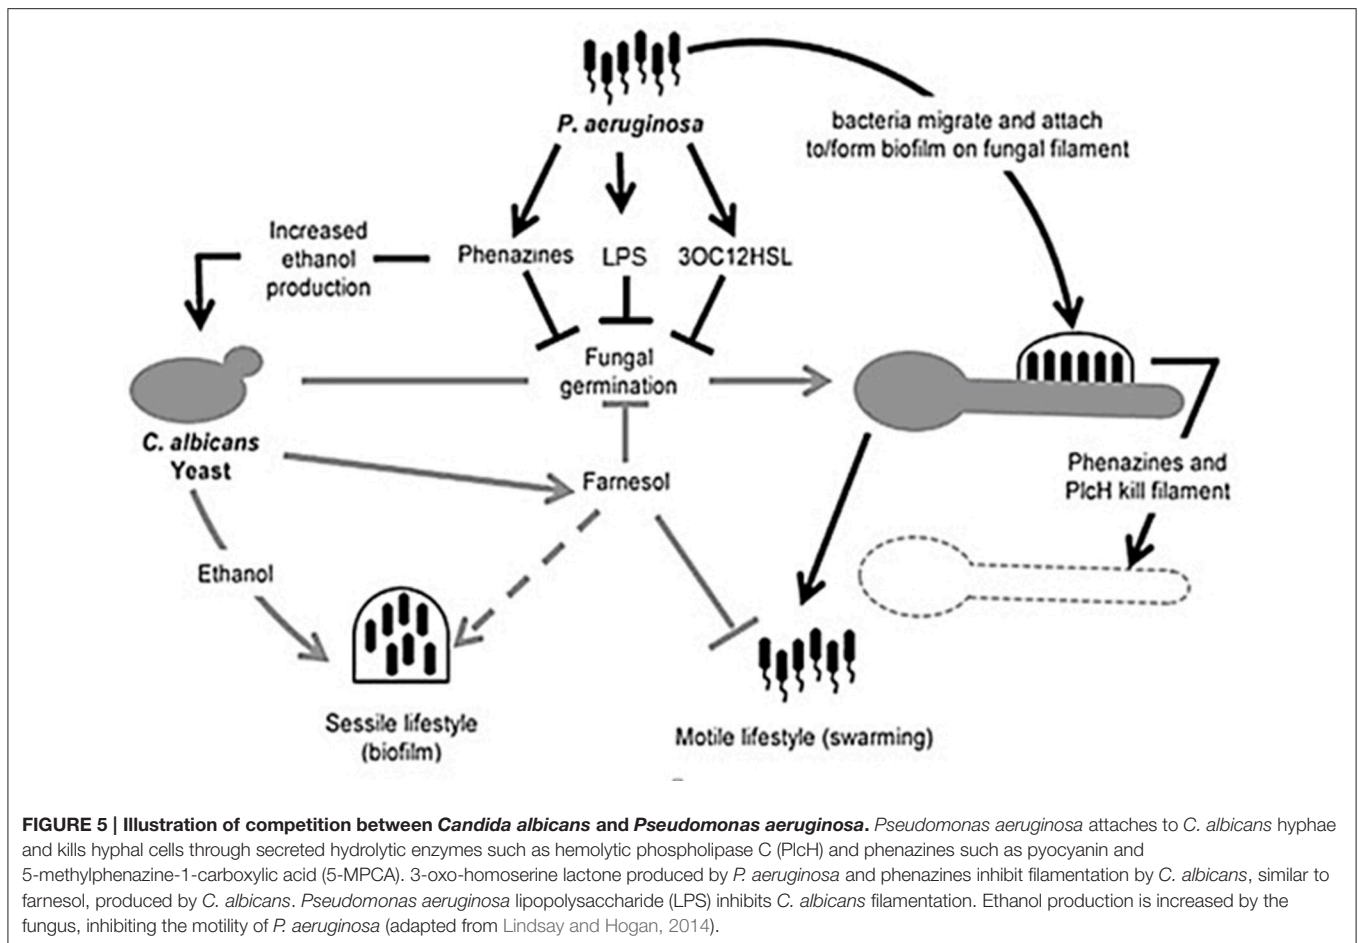 P. aeruginosa
bacteria migrate and attach
to/form biofilm on fungal filament
Increased
ethanol
production
Phenazines
LPS
3OC12HSL
Fungal
germination
C. albicans
Yeast
Farnesol
Phenazines and
PlcH kill filament
Ethanol
Sessile lifestyle
(biofilm)
Motile lifestyle (swarming)
FIGURE 5 | Illustration of competition between Candida albicans and Pseudomonas aeruginosa. Pseudomonas aeruginosa attaches to C. albicans hyphae
and kills hyphal cells through secreted hydrolytic enzymes such as hemolytic phospholipase C (PlcH) and phenazines such as pyocyanin and
5-methylphenazine-1-carboxylic acid (5-MPCA). 3-oxo-homoserine lactone produced by P. aeruginosa and phenazines inhibit filamentation by C. albicans, similar to
farnesol, produced by C. albicans. Pseudomonas aeruginosa lipopolysaccharide (LPS) inhibits C. albicans filamentation. Ethanol production is increased by the
fungus, inhibiting the motility of P. aeruginosa (adapted from Lindsay and Hogan, 2014).